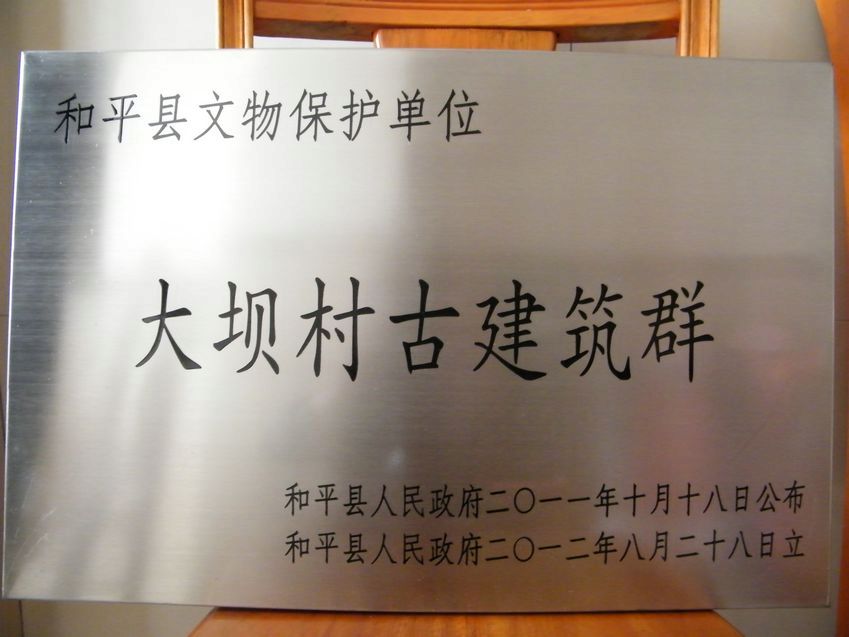 和平县文物保护单位
大坝村古建筑群
和平县人民政府二〇一一年十月十八日公布
和平县人民政府二〇一二年八月二十八日立